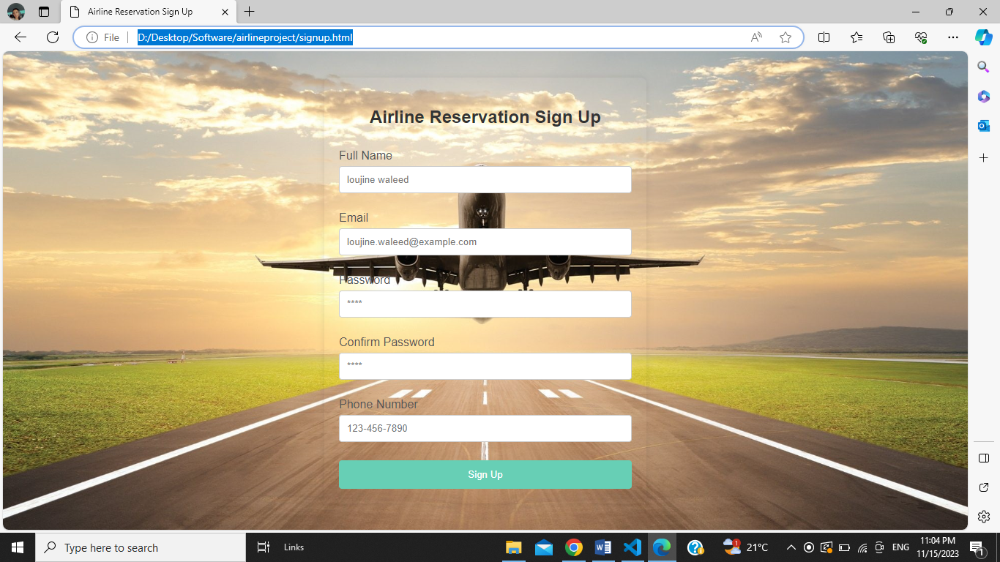 Airline Reservation Sign Up
File
D:/Desktop/Software/airlineproject/signup.html
Airline Reservation Sign Up
Full Name
loujine waleed
Email
loujine.waleed@example.com
Password
****
Confirm Password
****
Phone Number
123-456-7890
Sign Up
Type here to search
Links
1
21°C
ENG
11:04 PM
11/15/2023
1